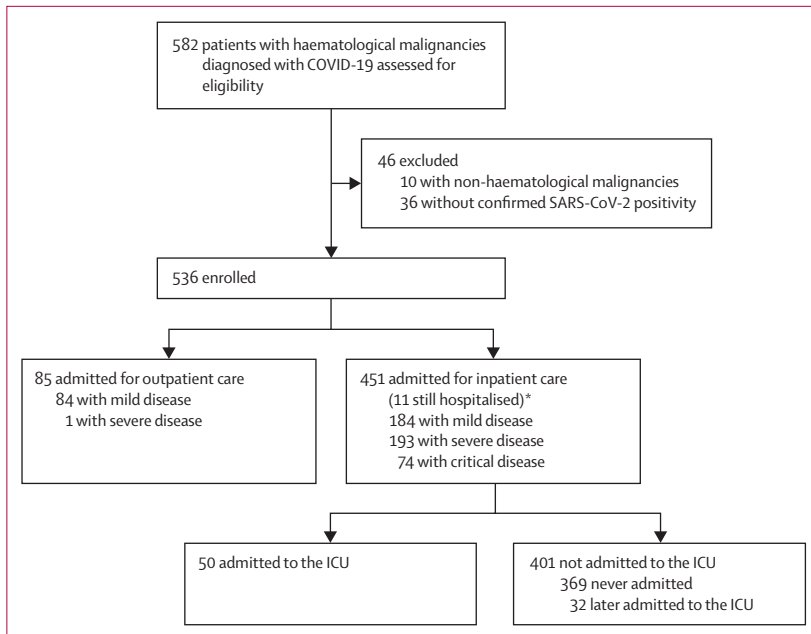 582 patients with haematological malignancies
diagnosed with COVID-19 assessed for
eligibility
46 excluded
10 with non-haematological malignancies
36 without confirmed SARS-CoV-2 positivity
536 enrolled
85 admitted for outpatient care
84 with mild disease
1 with severe disease
451 admitted for inpatient care
(11 still hospitalised)*
184 with mild disease
193 with severe disease
74 with critical disease
50 admitted to the ICU
401 not admitted to the ICU
369 never admitted
32 later admitted to the ICU